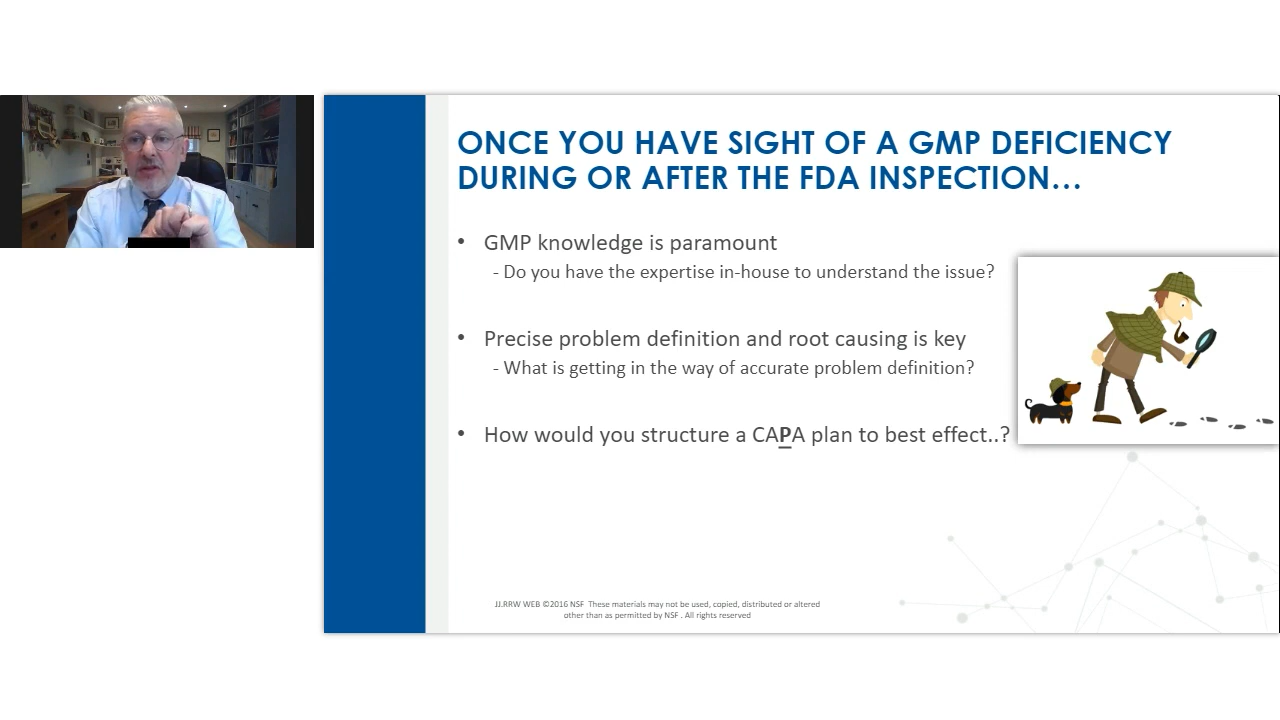 ONCE YOU HAVE SIGHT OF A GMP DEFICIENCY
DURING OR AFTER THE FDA INSPECTION…
• GMP knowledge is paramount
- Do you have the expertise in-house to understand the issue?
• Precise problem definition and root causing is key
- What is getting in the way of accurate problem definition?
• How would you structure a CAPA plan to best effect..?
JJ.RRW WEB ©2016 NSF These materials may not be used, copied, distributed or altered
other than as permitted by NSF . All rights reserved